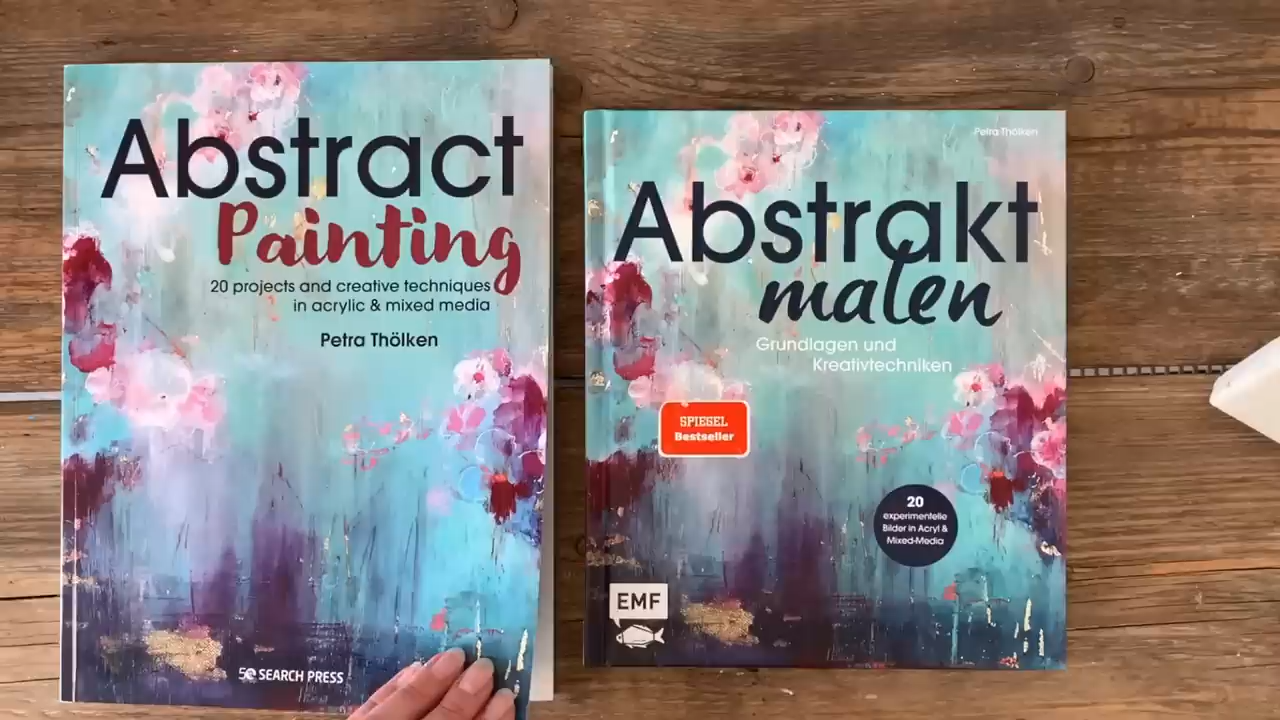 Abstract
Painting
20 projects and creative techniques
in acrylic & mixed media
Petra Thölken
SEARCH PRESS
Petra Thölken
Abstrakt
malen
Grundlagen und
Kreativtechniken
SPIEGEL
Bestseller
20
experimentelle
Bilder in Acryl &
Mixed-Media
EMF